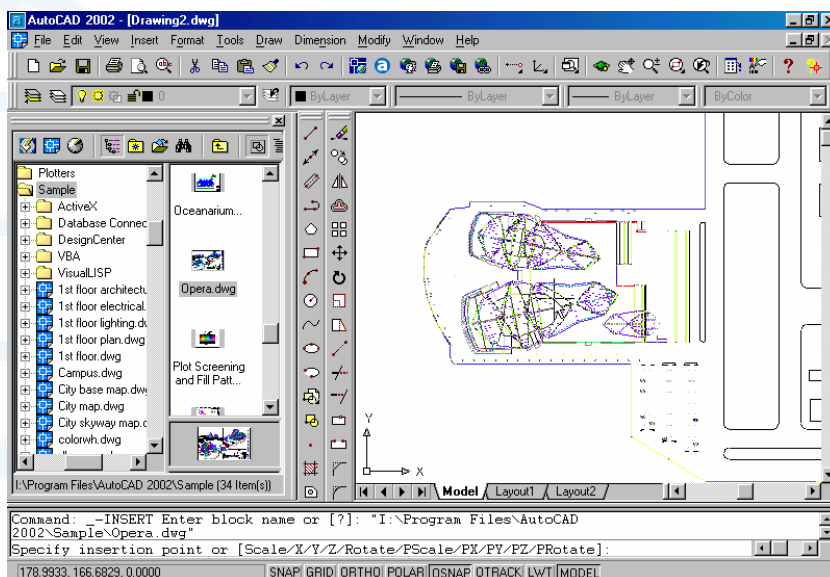 AutoCAD 2002 - [Drawing2.dwg]
File Edit View Insert Format Tools Draw Dimension Modify Window Help
0 ByLayer ByLayer ByLayer ByColor
Plotters
Sample
ActiveX
Database Connec
DesignCenter
VBA
VisualLISP
1st floor architectu
1st floor electrical.
1st floor lighting.du
1st floor plan.dwg
1st floor.dwg
Campus.dwg
City base map.dw
City map.dwg
City skyway map.c
colorwh.dwg
Oceanarium...
Opera.dwg
Plot Screening
and Fill Patt...
I:\Program Files\AutoCAD 2002\Sample (34 Item(s))
Y
X
Model Layout1 Layout2
Command: _-INSERT Enter block name or [?]: "I:\Program Files\AutoCAD
2002\Sample\Opera.dwg"
Specify insertion point or [Scale/X/Y/Z/Rotate/PScale/PX/PY/PZ/PRotate]:
178.9933, 166.6829, 0.0000 SNAP GRID ORTHO POLAR OSNAP OTRACK LWT MODEL